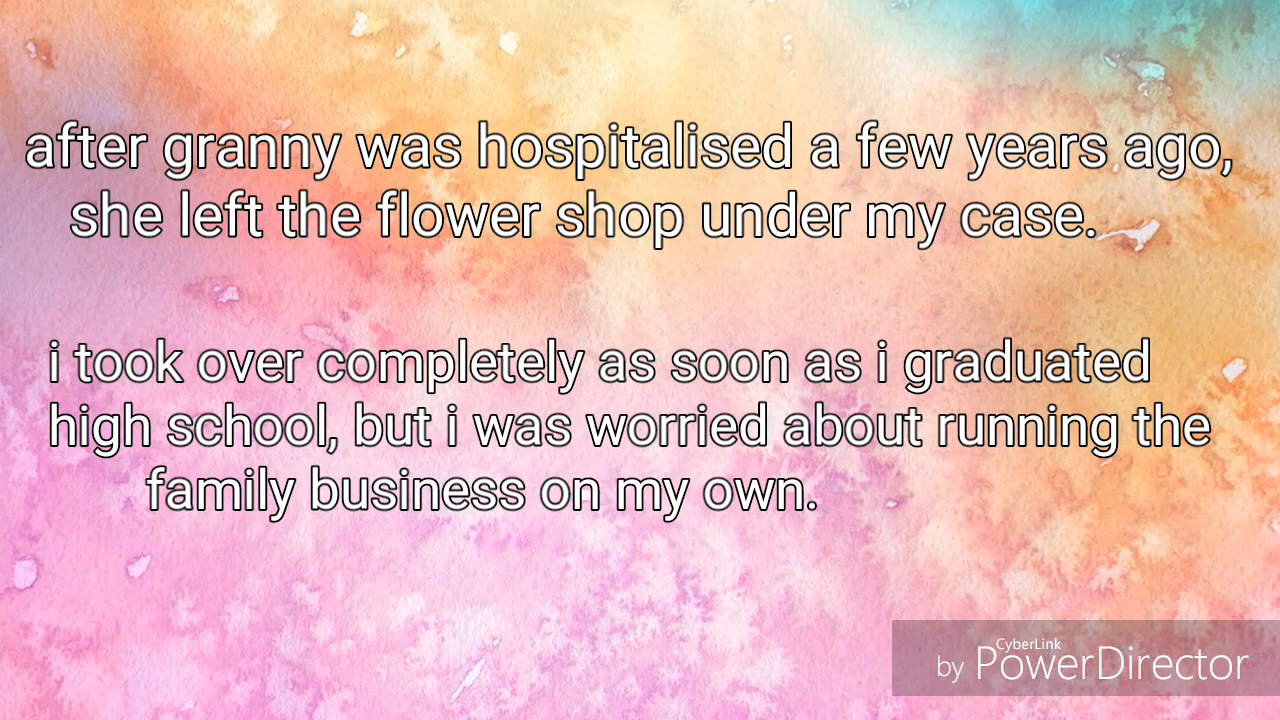 after granny was hospitalised a few years ago,
she left the flower shop under my case.
i took over completely as soon as i graduated
high school, but i was worried about running the
family business on my own.
CyberLink
by PowerDirector